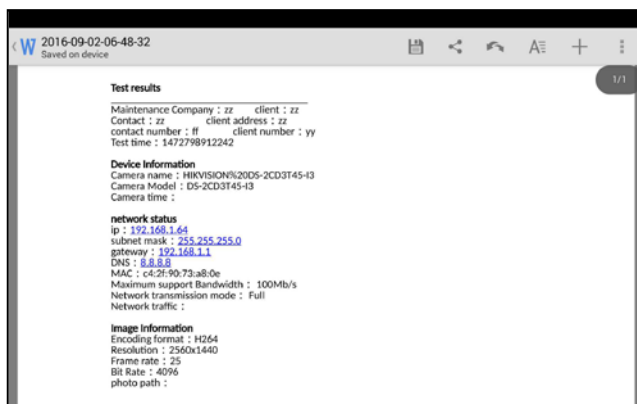 W 2016-09-02-06-48-32
Saved on device
1/1
Test results
Maintenance Company：zz client：zz
Contact：zz client address：zz
contact number：ff client number：yy
Test time：1472798912242
Device Information
Camera name：HIKVISION%20DS-2CD3T45-I3
Camera Model：DS-2CD3T45-I3
Camera time：
network status
ip：192.168.1.64
subnet mask：255.255.255.0
gateway：192.168.1.1
DNS：8.8.8.8
MAC：c4:2f:90:73:a8:0e
Maximum support Bandwidth：100Mb/s
Network transmission mode：Full
Network traffic：
Image Information
Encoding format：H264
Resolution：2560x1440
Frame rate：25
Bit Rate：4096
photo path：